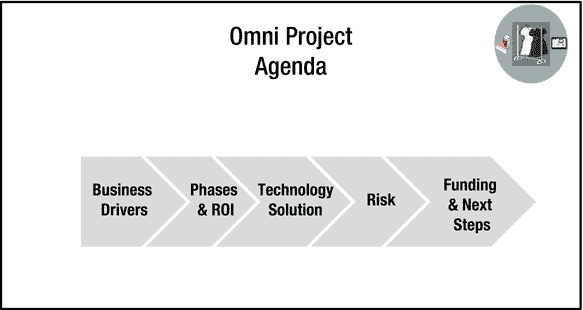 Omni Project
Agenda
Business
Drivers
Phases
& ROI
Technology
Solution
Risk
Funding
& Next
Steps